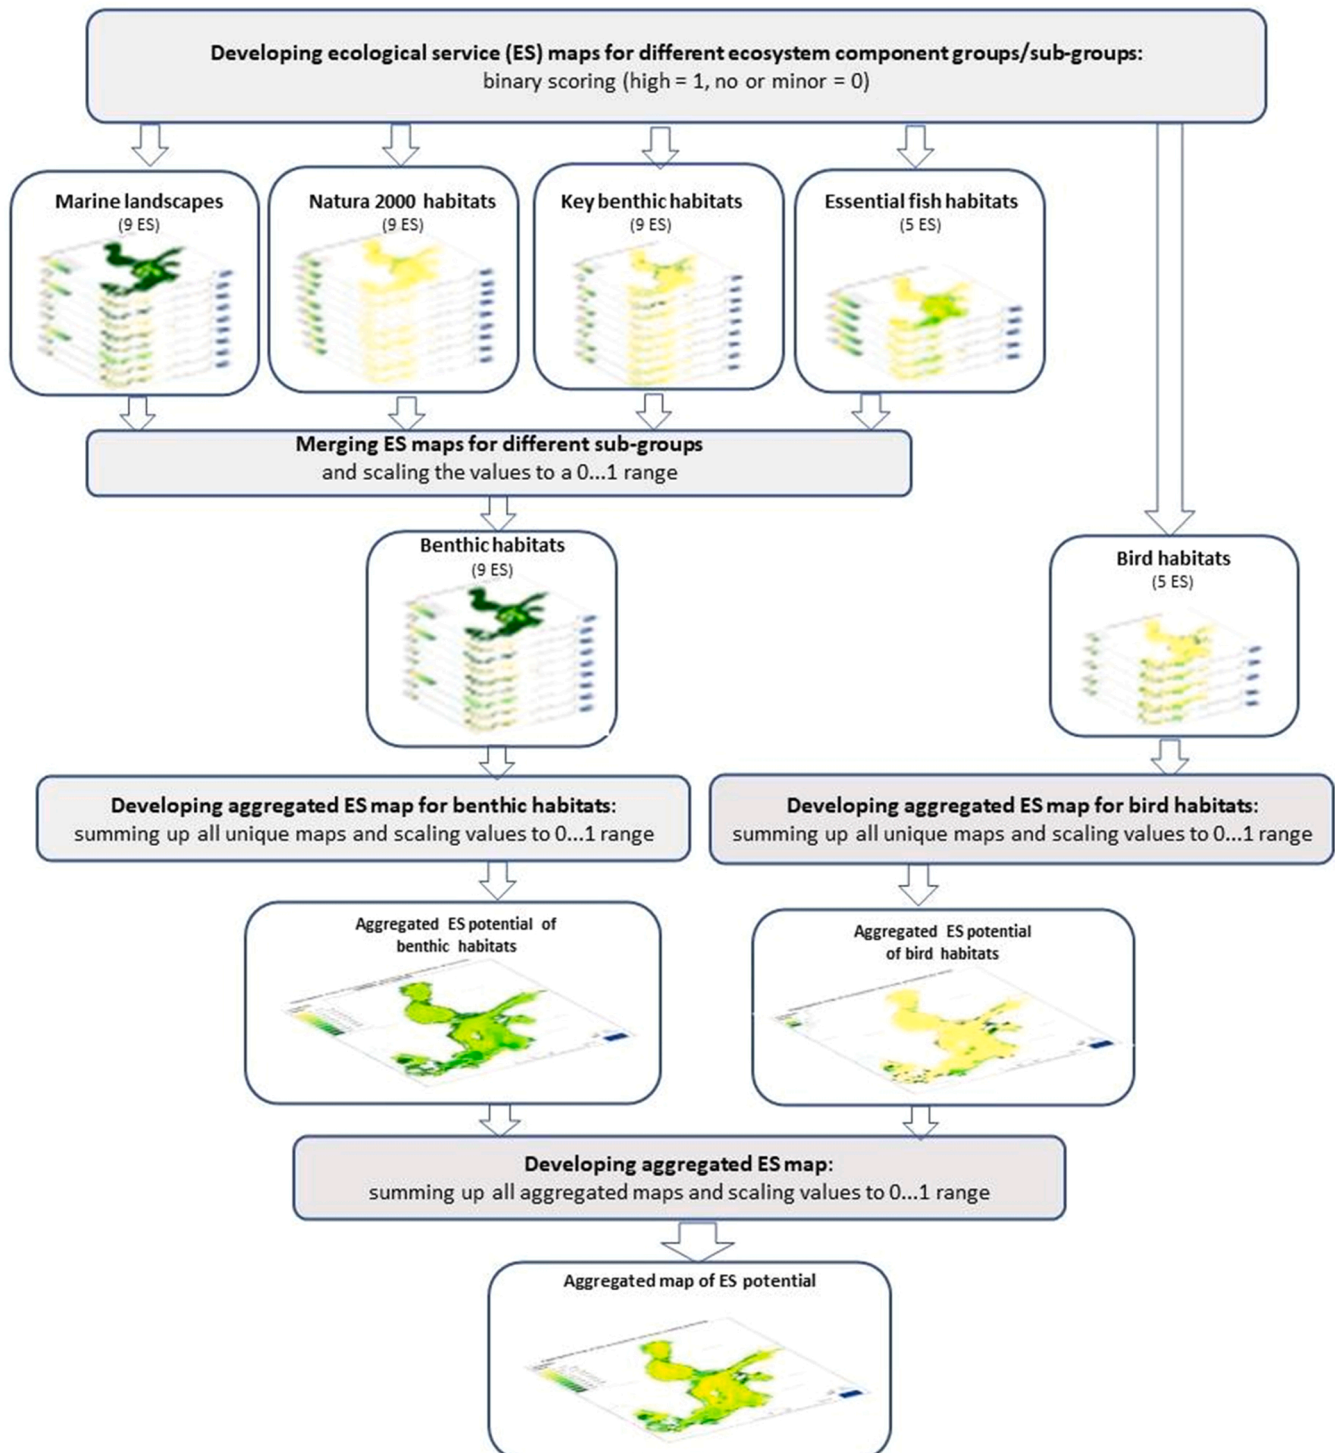 Developing ecological service (ES) maps for different ecosystem component groups/sub-groups:
binary scoring (high = 1, no or minor = 0)
Marine landscapes
(9 ES)
Natura 2000 habitats
(9 ES)
Key benthic habitats
(9 ES)
Essential fish habitats
(5 ES)
Merging ES maps for different sub-groups
and scaling the values to a 0...1 range
Benthic habitats
(9 ES)
Bird habitats
(5 ES)
Developing aggregated ES map for benthic habitats:
summing up all unique maps and scaling values to 0...1 range
Developing aggregated ES map for bird habitats:
summing up all unique maps and scaling values to 0...1 range
Aggregated ES potential of
benthic habitats
Aggregated ES potential
of bird habitats
Developing aggregated ES map:
summing up all aggregated maps and scaling values to 0...1 range
Aggregated map of ES potential